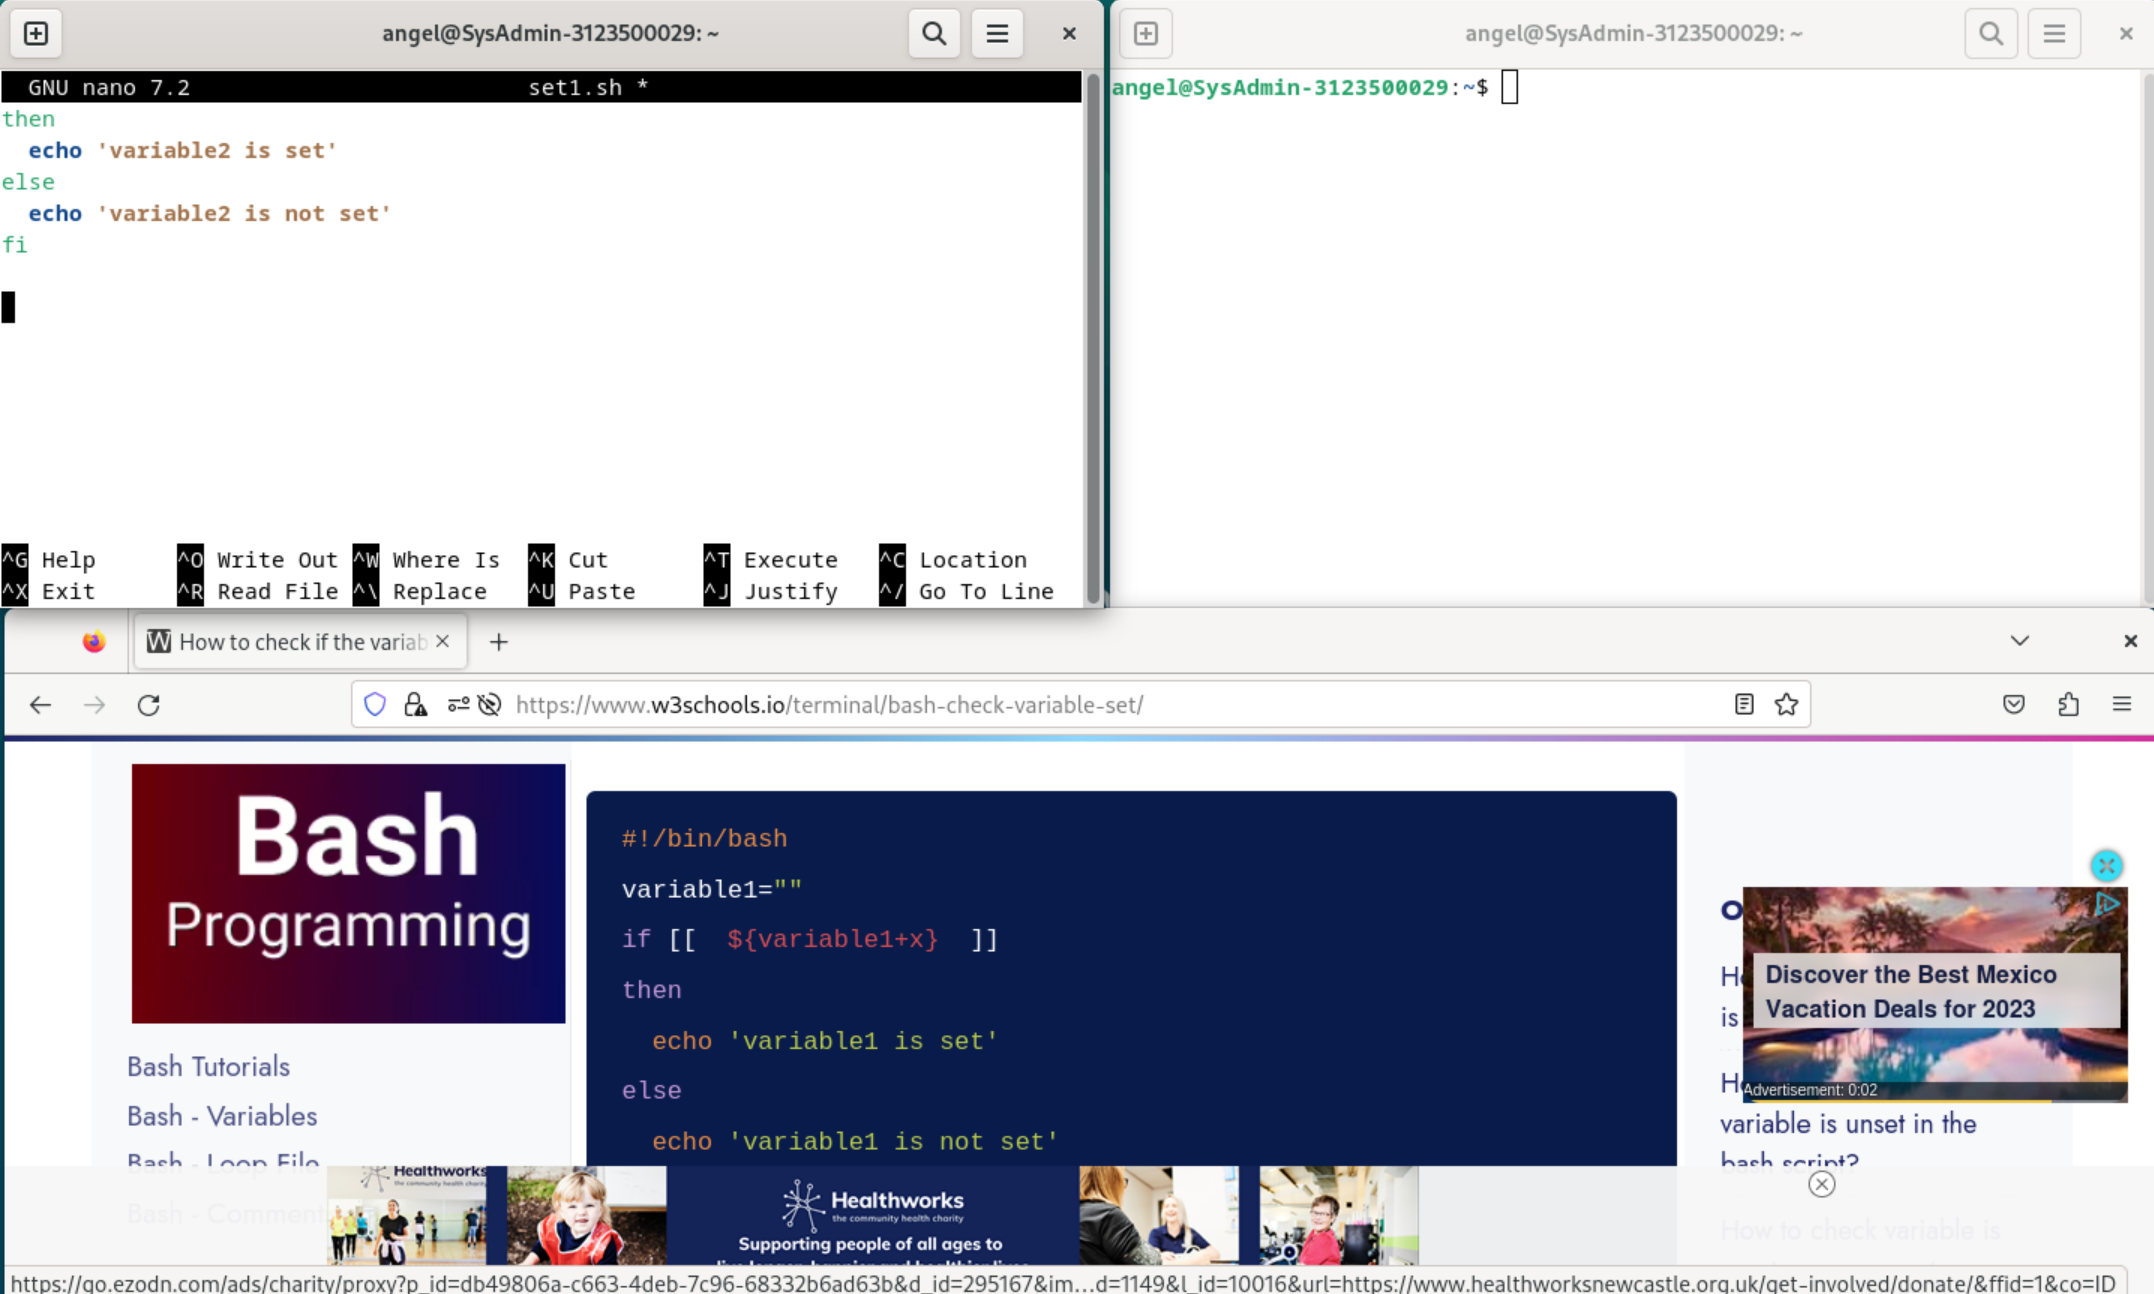 angel@SysAdmin-3123500029: ~
GNU nano 7.2 set1.sh *
then
echo 'variable2 is set'
else
echo 'variable2 is not set'
fi
^G Help ^O Write Out ^W Where Is ^K Cut ^T Execute ^C Location
^X Exit ^R Read File ^\ Replace ^U Paste ^J Justify ^/ Go To Line
angel@SysAdmin-3123500029: ~
angel@SysAdmin-3123500029:~$
How to check if the variab
https://www.w3schools.io/terminal/bash-check-variable-set/
Bash
Programming
Bash Tutorials
Bash - Variables
Bash - Loop File
Bash - Comment
#!/bin/bash
variable1=""
if [[ ${variable1+x} ]]
then
echo 'variable1 is set'
else
echo 'variable1 is not set'
Discover the Best Mexico
Vacation Deals for 2023
Advertisement: 0:02
is
variable is unset in the
bash script?
How to check variable is
Healthworks
the community health charity
Healthworks
the community health charity
Supporting people of all ages to
https://go.ezodn.com/ads/charity/proxy?p_id=db49806a-c663-4deb-7c96-68332b6ad63b&d_id=295167&im...d=1149&l_id=10016&url=https://www.healthworksnewcastle.org.uk/get-involved/donate/&ffid=1&co=ID